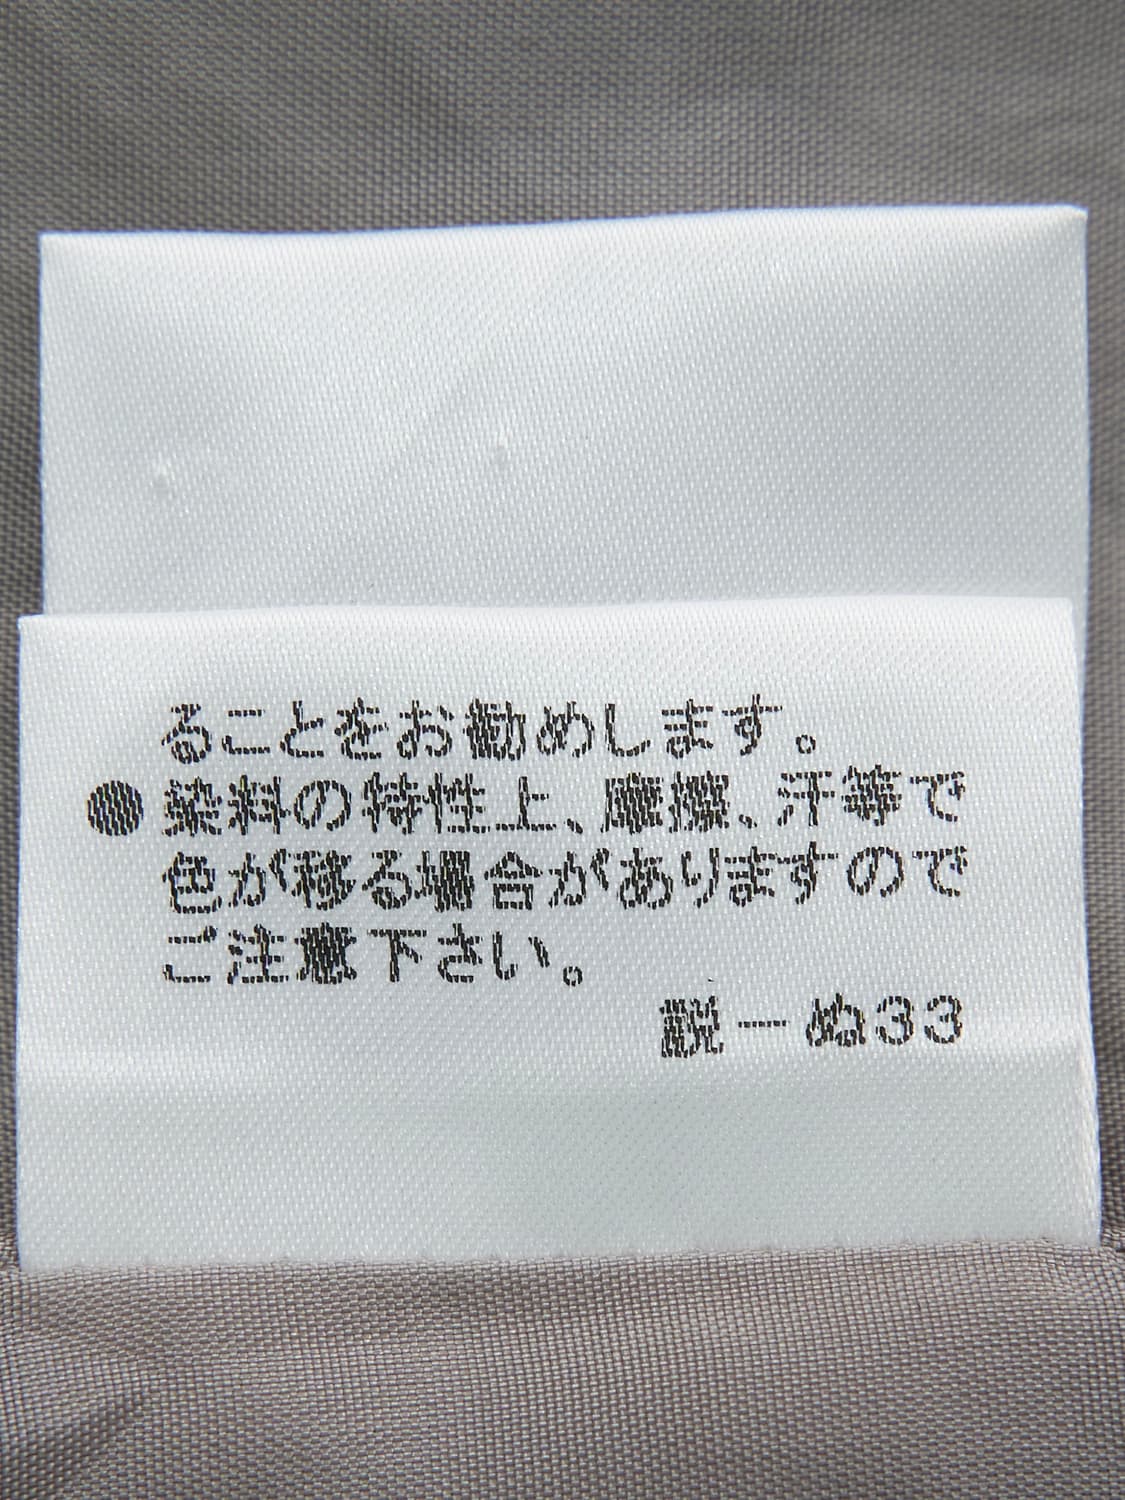 ることをお勧めします。
●染料の特性上、摩擦、汗等で
色が移る場合がありますので
ご注意下さい。
説－ぬ33